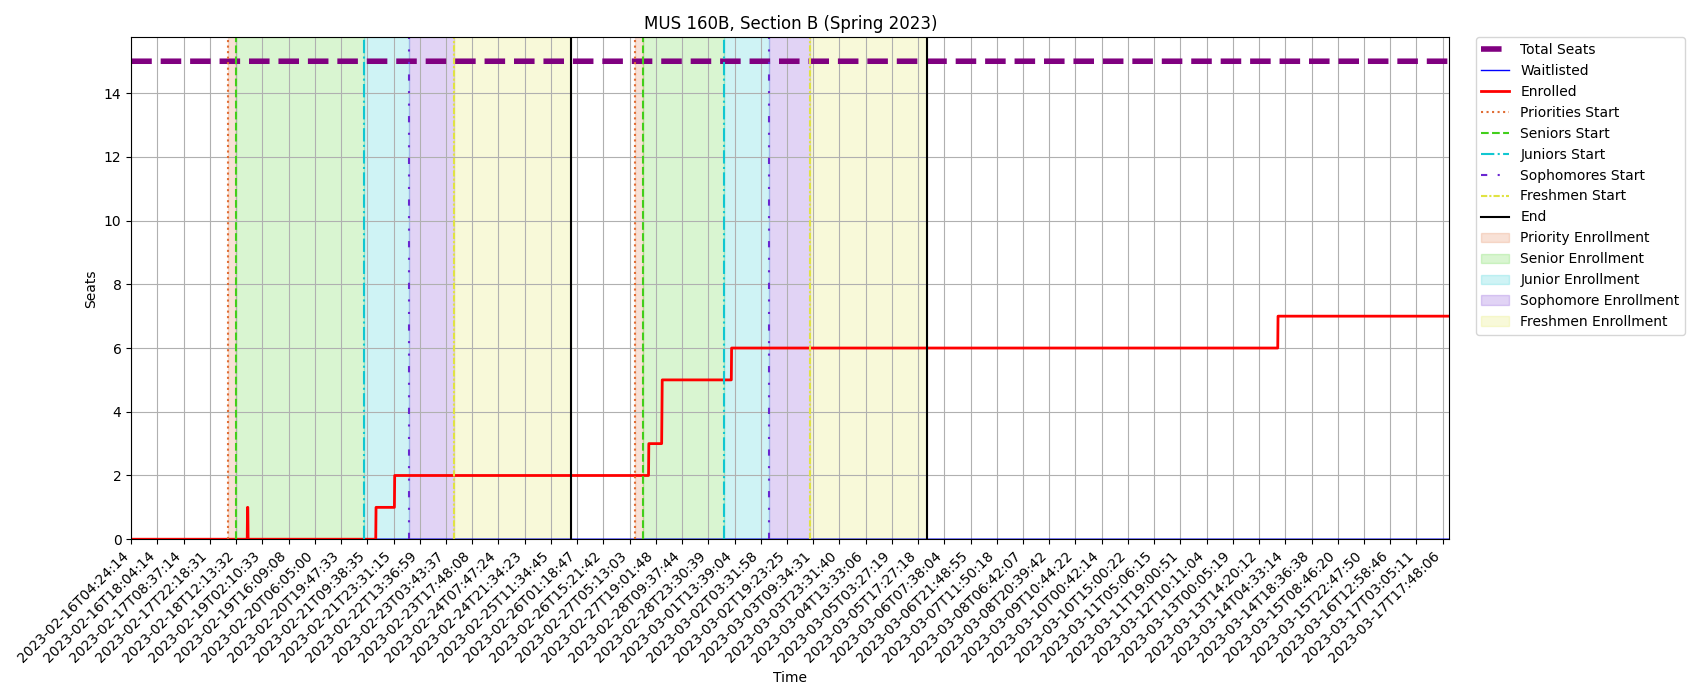 MUS 160B, Section B (Spring 2023)
Seats
14
12
10
8
6
4
2
0
2023-02-16T04:24:14
2023-02-16T18:04:14
2023-02-17T08:37:14
2023-02-17T22:18:31
2023-02-18T12:13:32
2023-02-19T02:10:33
2023-02-19T16:09:08
2023-02-20T06:05:00
2023-02-20T19:47:33
2023-02-21T09:38:35
2023-02-21T23:31:15
2023-02-22T13:36:59
2023-02-23T03:43:37
2023-02-23T17:48:08
2023-02-24T07:47:24
2023-02-24T21:34:23
2023-02-25T11:34:45
2023-02-26T01:18:47
2023-02-26T15:21:42
2023-02-27T05:13:03
2023-02-27T19:01:48
2023-02-28T09:37:44
2023-02-28T23:30:39
2023-03-01T13:39:04
2023-03-02T03:31:58
2023-03-02T19:23:25
2023-03-03T09:34:31
2023-03-03T23:31:40
2023-03-04T13:33:06
2023-03-05T03:27:19
2023-03-05T17:27:18
2023-03-06T07:38:04
2023-03-06T21:48:55
2023-03-07T11:50:18
2023-03-08T06:42:07
2023-03-08T20:39:42
2023-03-09T10:44:22
2023-03-10T00:42:14
2023-03-10T15:00:22
2023-03-11T05:06:15
2023-03-11T19:00:51
2023-03-12T10:11:04
2023-03-13T00:05:19
2023-03-13T14:20:12
2023-03-14T04:33:14
2023-03-14T18:36:38
2023-03-15T08:46:20
2023-03-15T22:47:50
2023-03-16T12:58:46
2023-03-17T03:05:11
2023-03-17T17:48:06
Time
Total Seats
Waitlisted
Enrolled
Priorities Start
Seniors Start
Juniors Start
Sophomores Start
Freshmen Start
End
Priority Enrollment
Senior Enrollment
Junior Enrollment
Sophomore Enrollment
Freshmen Enrollment